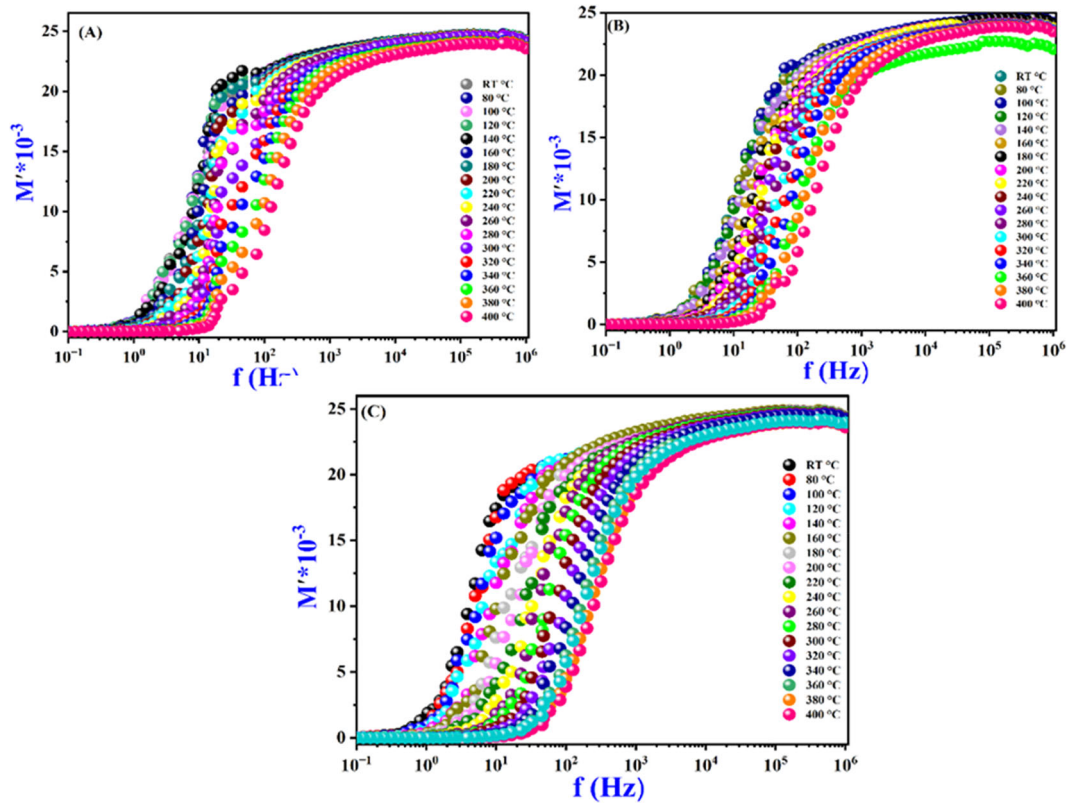 (A)
25
20
15
10
5
0
M'*10⁻³
10⁻¹ 10⁰ 10¹ 10² 10³ 10⁴ 10⁵ 10⁶
RT °C
80 °C
100 °C
120 °C
140 °C
160 °C
180 °C
200 °C
220 °C
240 °C
260 °C
280 °C
300 °C
320 °C
340 °C
360 °C
380 °C
400 °C
(B)
25
20
15
10
5
0
M'*10⁻³
10⁻¹ 10⁰ 10¹ 10² 10³ 10⁴ 10⁵ 10⁶
f (Hz)
RT °C
80 °C
100 °C
120 °C
140 °C
160 °C
180 °C
200 °C
220 °C
240 °C
260 °C
280 °C
300 °C
320 °C
340 °C
360 °C
380 °C
400 °C
(C)
25
20
15
10
5
0
M'*10⁻³
10⁻¹ 10⁰ 10¹ 10² 10³ 10⁴ 10⁵ 10⁶
f (Hz)
RT °C
80 °C
100 °C
120 °C
140 °C
160 °C
180 °C
200 °C
220 °C
240 °C
260 °C
280 °C
300 °C
320 °C
340 °C
360 °C
380 °C
400 °C